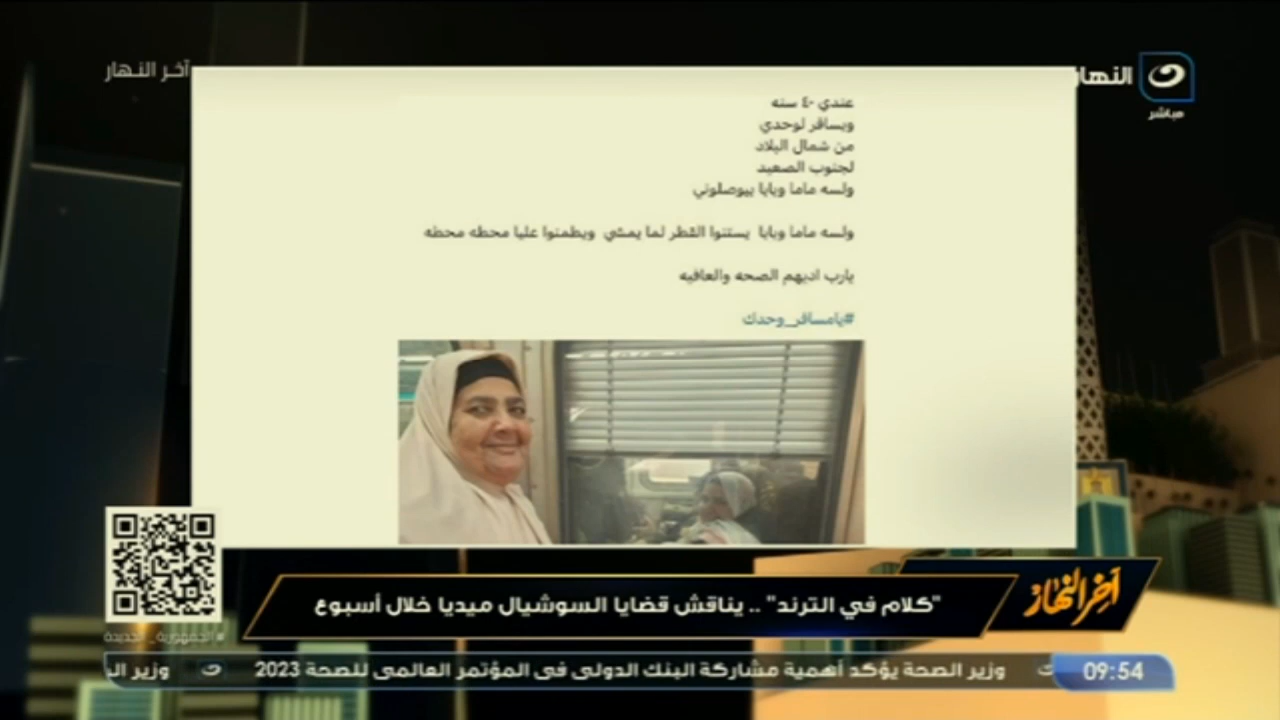 آخر النهار
النهار
مباشر
عندي ٤٠ سنه
وبسافر لوحدي
من شمال البلاد
لجنوب الصعيد
ولسه ماما وبابا بيوصلوني
ولسه ماما وبابا يستنوا القطر لما يمشي ويطمنوا عليا محطه محطه
يارب اديهم الصحه والعافيه
#يامسافر_وحدك
آخر النهار
"كلام في الترند" .. يناقش قضايا السوشيال ميديا خلال أسبوع
#الجمهورية_الجديدة
09:54
وزير الصحة يؤكد أهمية مشاركة البنك الدولى فى المؤتمر العالمى للصحة 2023
وزير الص